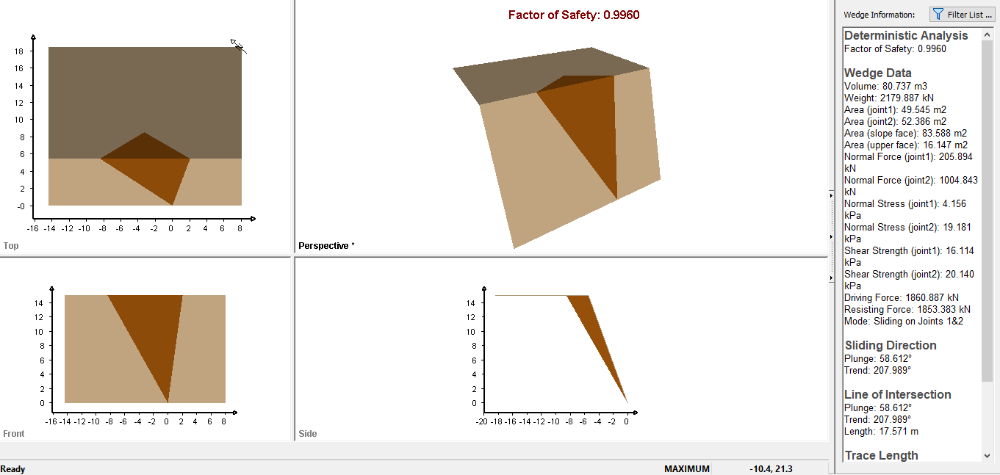 Factor of Safety: 0.9960
18
16
14
12
10
8
6
4
2
-0
-16 -14 -12 -10 -8 -6 -4 -2 0 2 4 6 8
Top
Perspective *
14
12
10
8
6
4
2
0
-16 -14 -12 -10 -8 -6 -4 -2 0 2 4 6 8
Front
14
12
10
8
6
4
2
0
-20 -18 -16 -14 -12 -10 -8 -6 -4 -2 0
Side
Wedge Information:
Filter List ...
Deterministic Analysis
Factor of Safety: 0.9960
Wedge Data
Volume: 80.737 m3
Weight: 2179.887 kN
Area (joint1): 49.545 m2
Area (joint2): 52.386 m2
Area (slope face): 83.588 m2
Area (upper face): 16.147 m2
Normal Force (joint1): 205.894
kN
Normal Force (joint2): 1004.843
kN
Normal Stress (joint1): 4.156
kPa
Normal Stress (joint2): 19.181
kPa
Shear Strength (joint1): 16.114
kPa
Shear Strength (joint2): 20.140
kPa
Driving Force: 1860.887 kN
Resisting Force: 1853.383 kN
Mode: Sliding on Joints 1&2
Sliding Direction
Plunge: 58.612°
Trend: 207.989°
Line of Intersection
Plunge: 58.612°
Trend: 207.989°
Length: 17.571 m
Trace Length
Ready
MAXIMUM
-10.4, 21.3